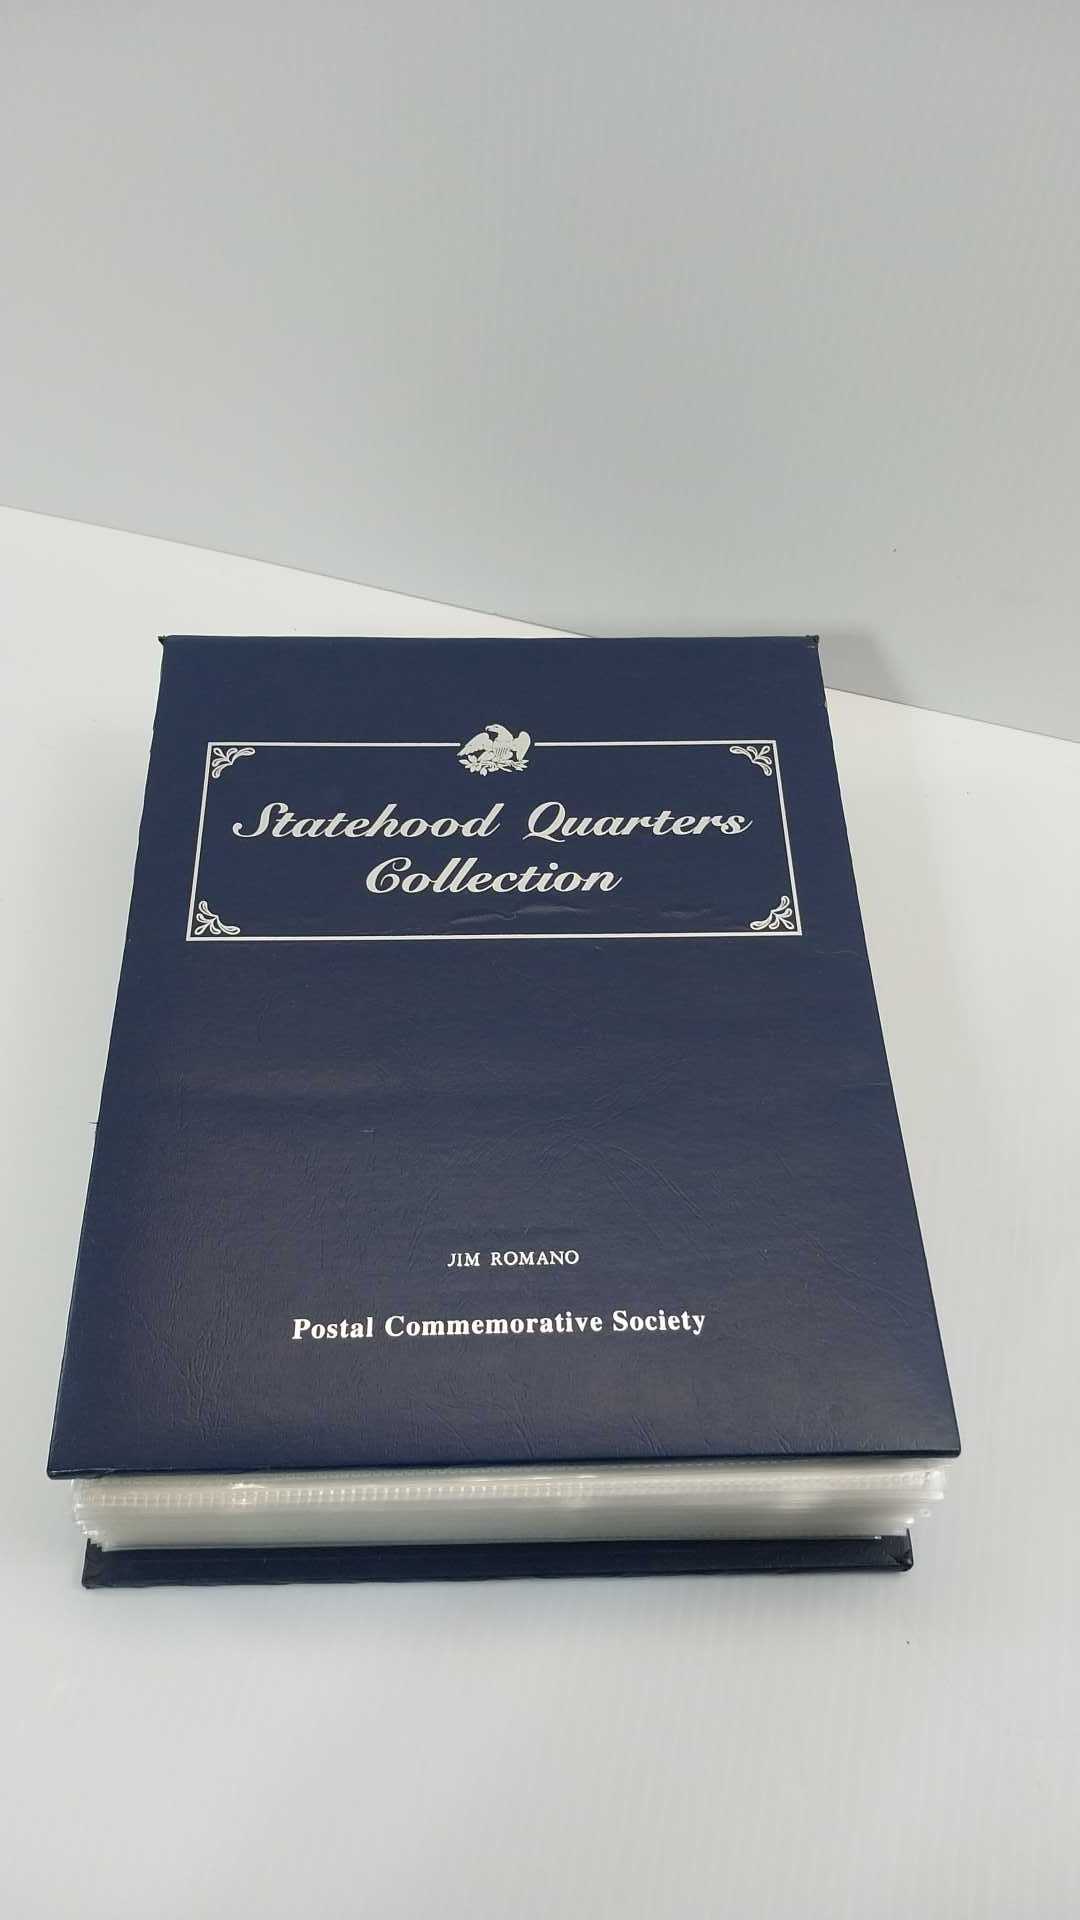 Statehood Quarters
Collection
JIM ROMANO
Postal Commemorative Society